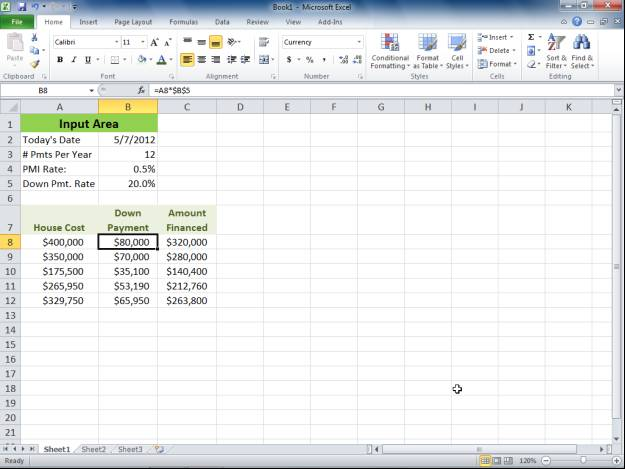 Book1 - Microsoft Excel
File Home Insert Page Layout Formulas Data Review View Add-Ins
Paste
Calibri 11 A A
B I U A
Currency
$ % , .00 .00
Conditional Formatting
Format as Table
Cell Styles
Insert
Delete
Format
Σ
Sort & Filter
Find & Select
Clipboard Font Alignment Number Styles Cells Editing
B8 fx =A8*$B$5
A B C D E F G H I J K
1 Input Area
2 Today's Date 5/7/2012
3 # Pmts Per Year 12
4 PMI Rate: 0.5%
5 Down Pmt. Rate 20.0%
6
Down Amount
7 House Cost Payment Financed
8 $400,000 $80,000 $320,000
9 $350,000 $70,000 $280,000
10 $175,500 $35,100 $140,400
11 $265,950 $53,190 $212,760
12 $329,750 $65,950 $263,800
13
14
15
16
17
18
19
20
21
Sheet1 Sheet2 Sheet3
Ready 120%